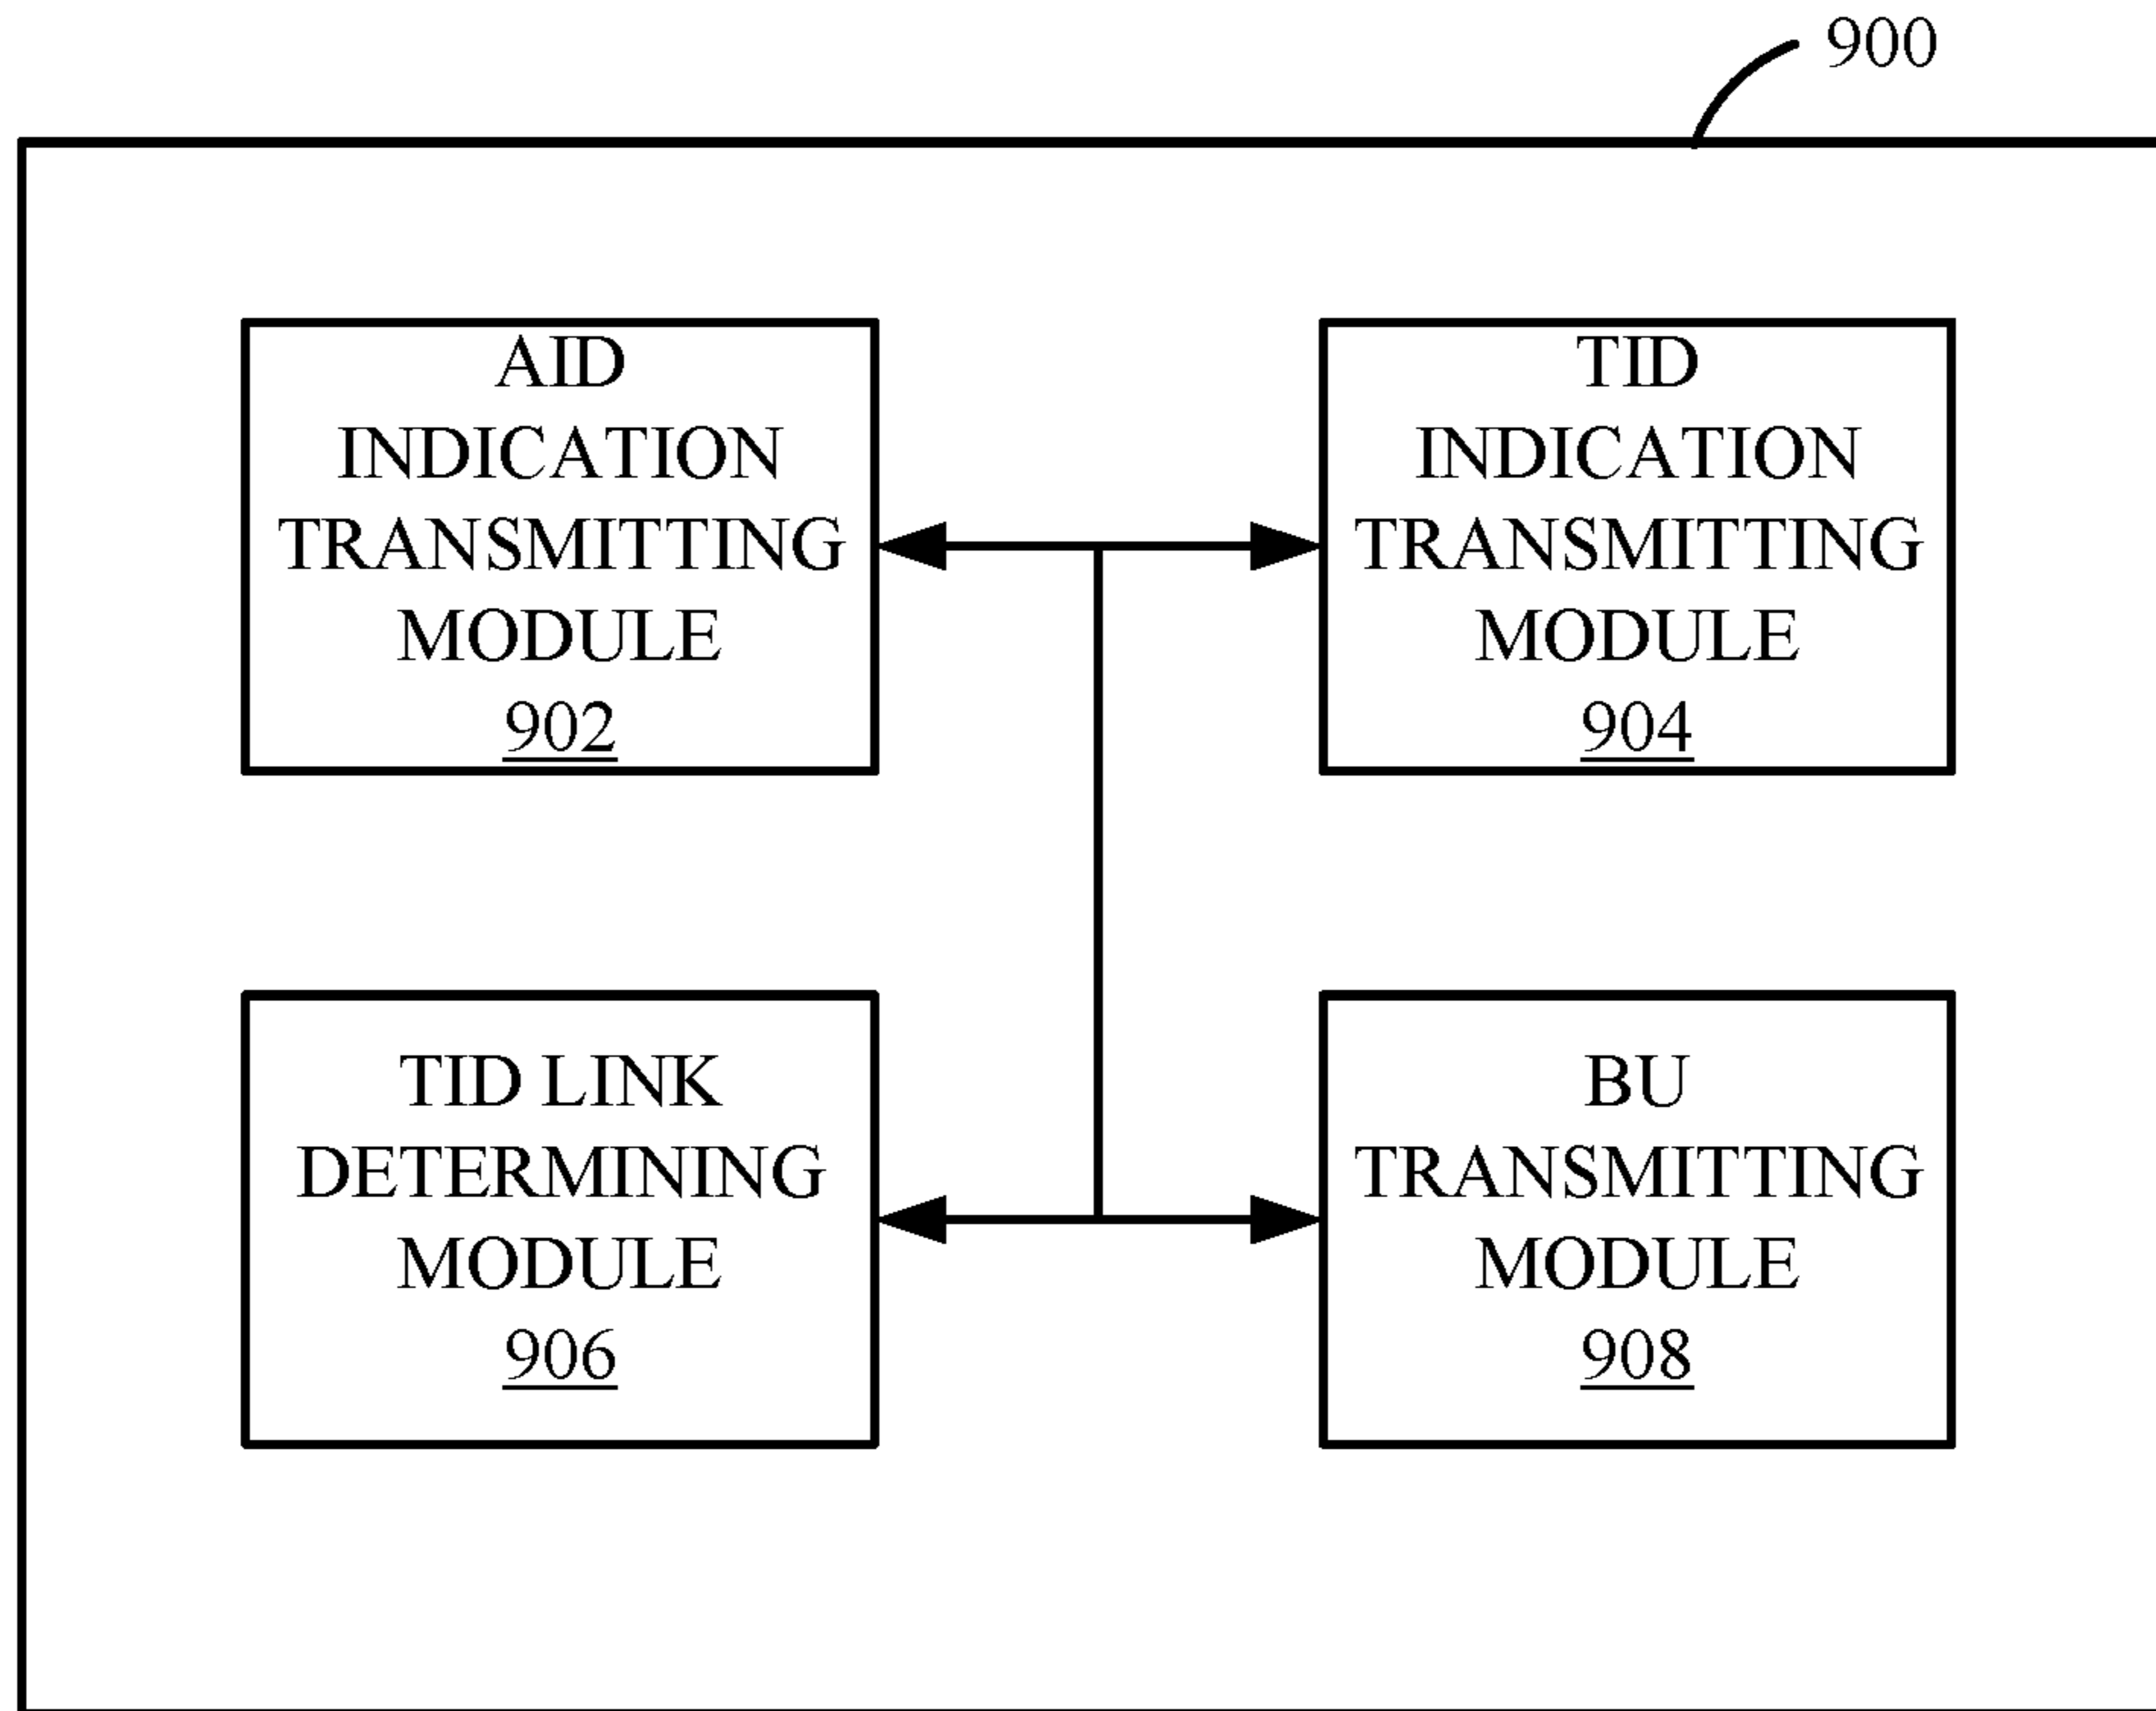 900
AID
INDICATION
TRANSMITTING
MODULE
902
TID
INDICATION
TRANSMITTING
MODULE
904
TID LINK
DETERMINING
MODULE
906
BU
TRANSMITTING
MODULE
908